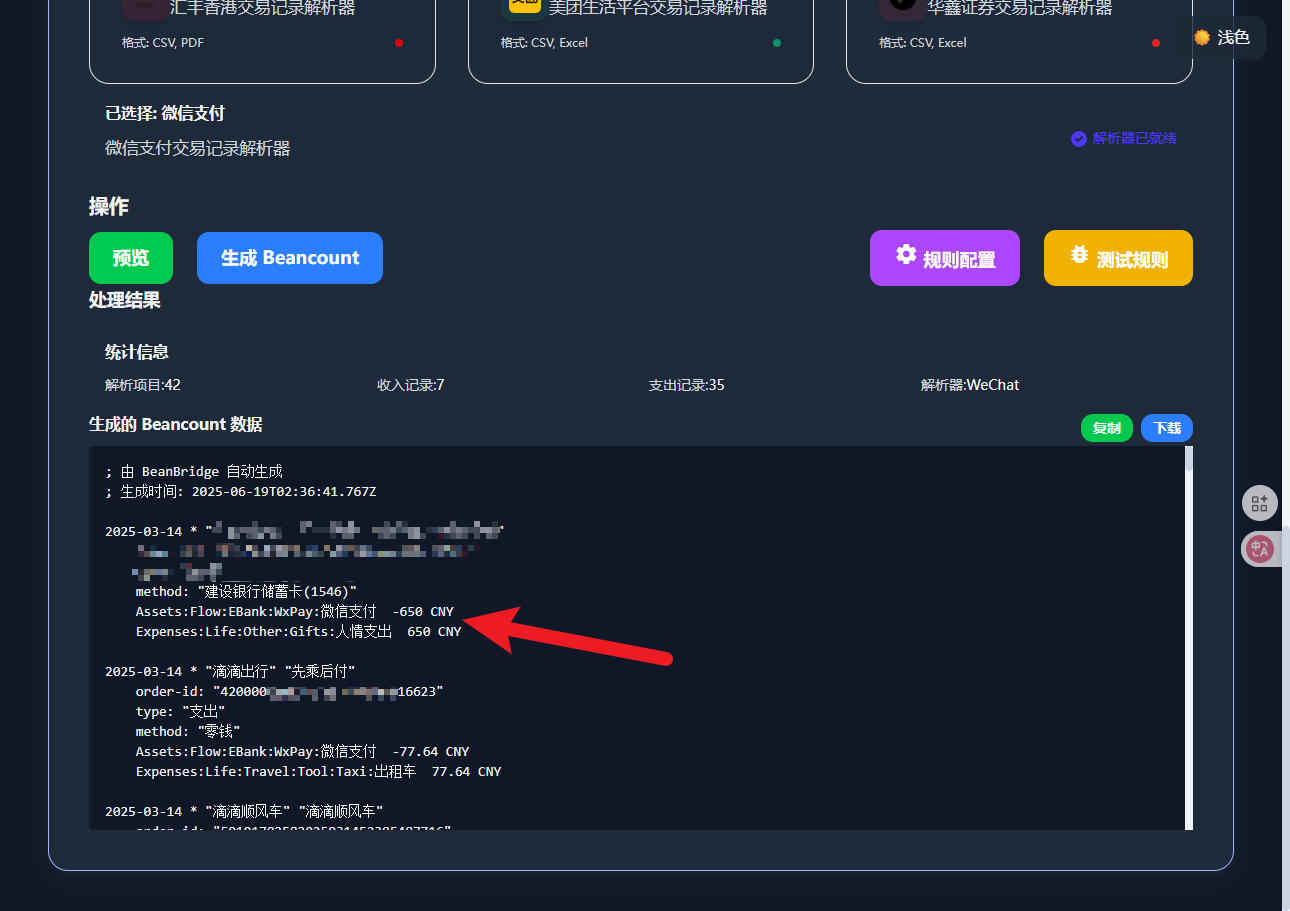 汇丰香港交易记录解析器
美团生活平台交易记录解析器
华鑫证券交易记录解析器
格式: CSV, PDF
格式: CSV, Excel
格式: CSV, Excel
浅色
已选择: 微信支付
微信支付交易记录解析器
解析器已就绪
操作
预览
生成 Beancount
规则配置
测试规则
处理结果
统计信息
解析项目:42
收入记录:7
支出记录:35
解析器:WeChat
生成的 Beancount 数据
复制
下载
; 由 BeanBridge 自动生成
; 生成时间: 2025-06-19T02:36:41.767Z
2025-03-14 * "
method: "建设银行储蓄卡(1546)"
Assets:Flow:EBank:WxPay:微信支付  -650 CNY
Expenses:Life:Other:Gifts:人情支出  650 CNY
2025-03-14 * "滴滴出行" "先乘后付"
order-id: "420000 16623"
type: "支出"
method: "零钱"
Assets:Flow:EBank:WxPay:微信支付  -77.64 CNY
Expenses:Life:Travel:Tool:Taxi:出租车  77.64 CNY
2025-03-14 * "滴滴顺风车" "滴滴顺风车"